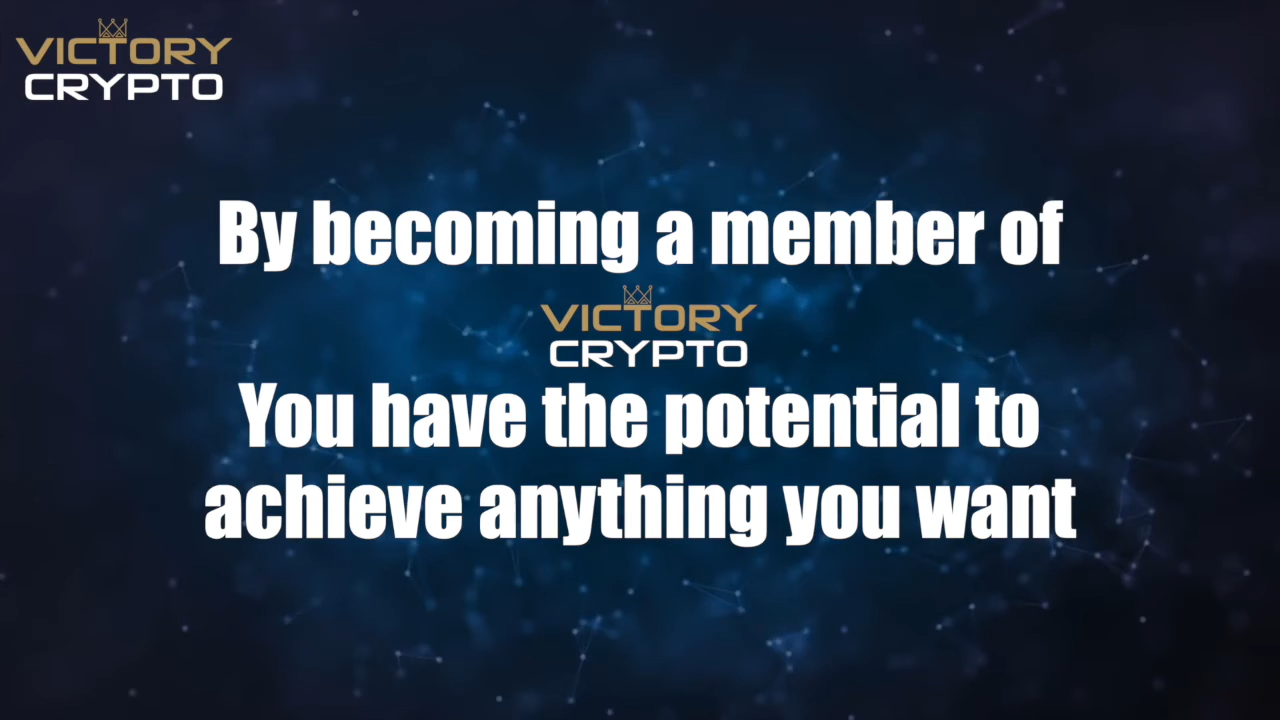 VICTORY
CRYPTO
By becoming a member of
VICTORY
CRYPTO
You have the potential to
achieve anything you want